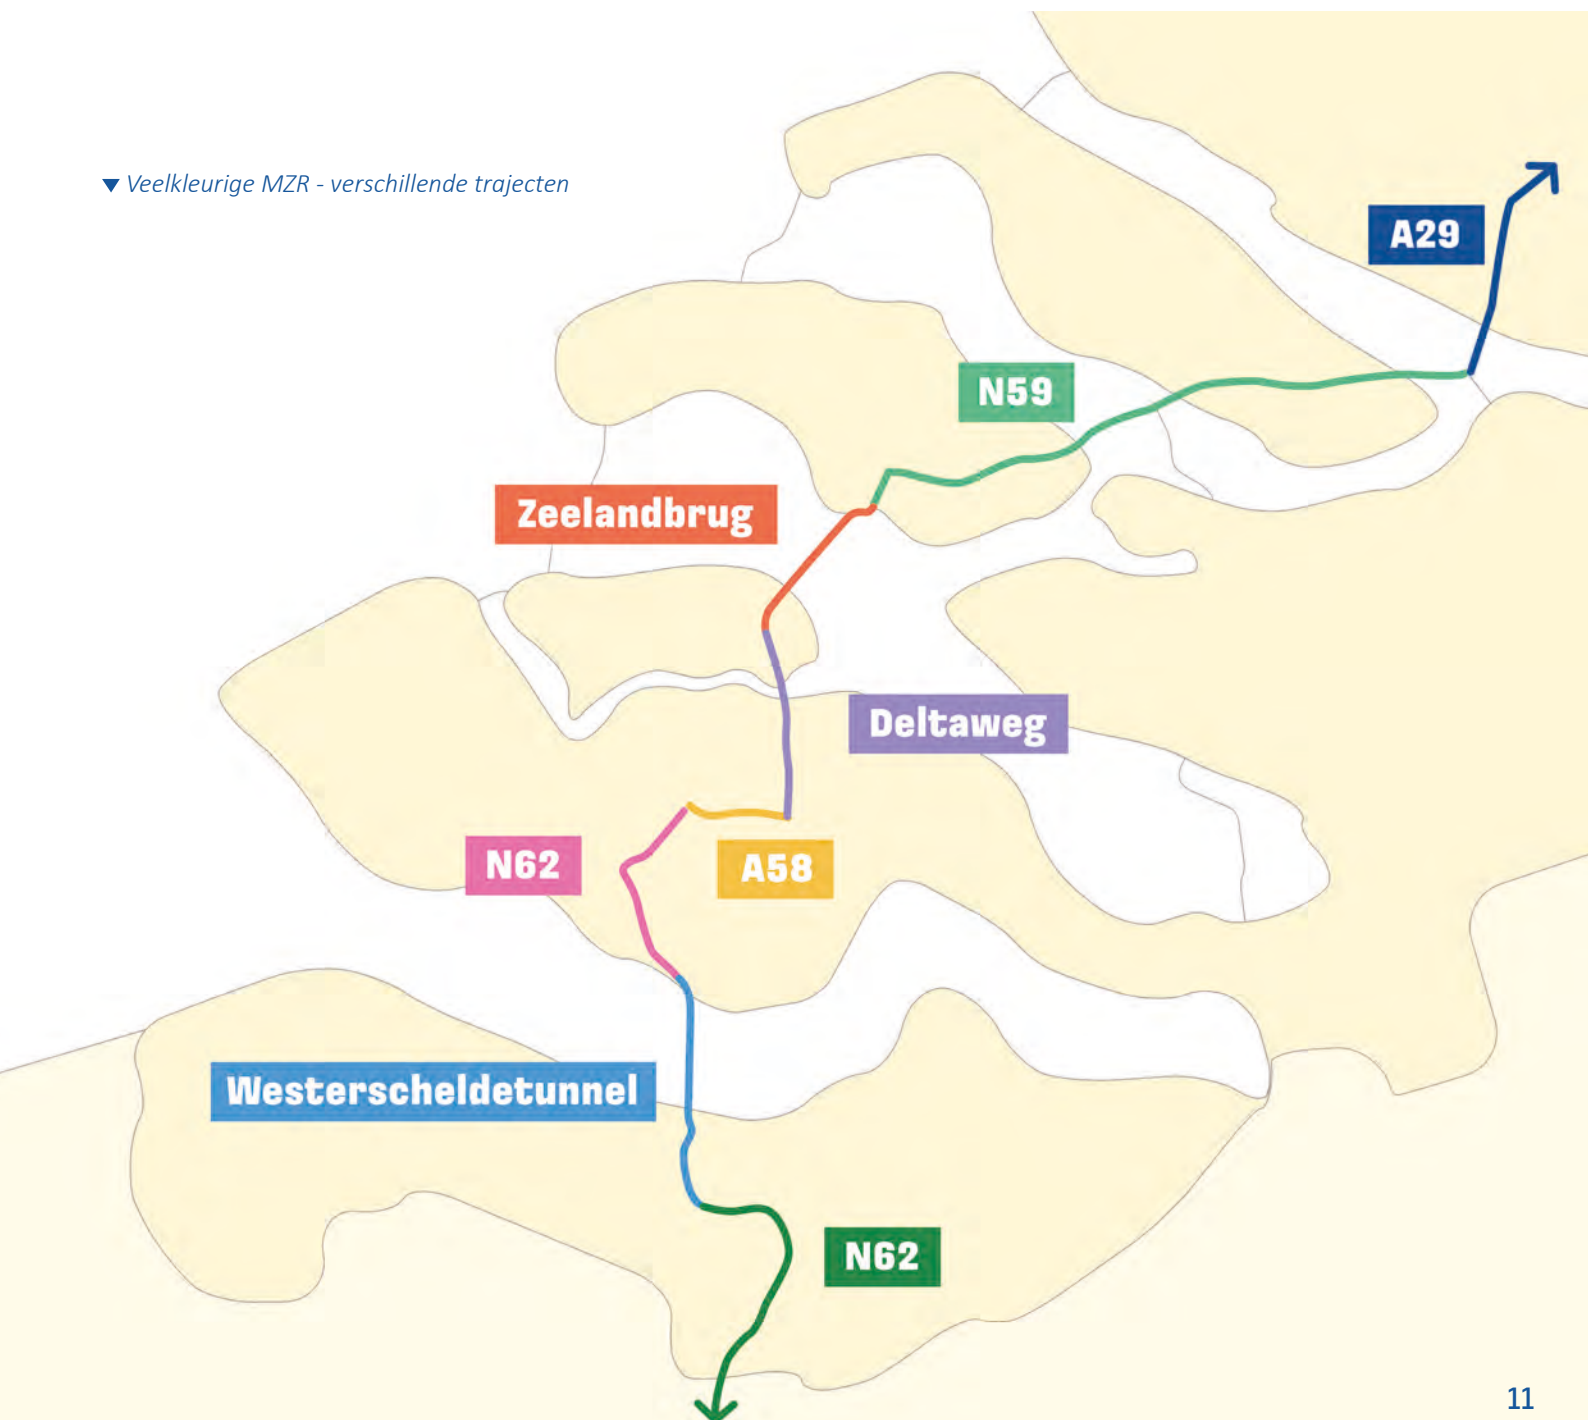 ▼ Veelkleurige MZR - verschillende trajecten
A29
N59
Zeelandbrug
Deltaweg
N62
A58
Westerscheldetunnel
N62
11